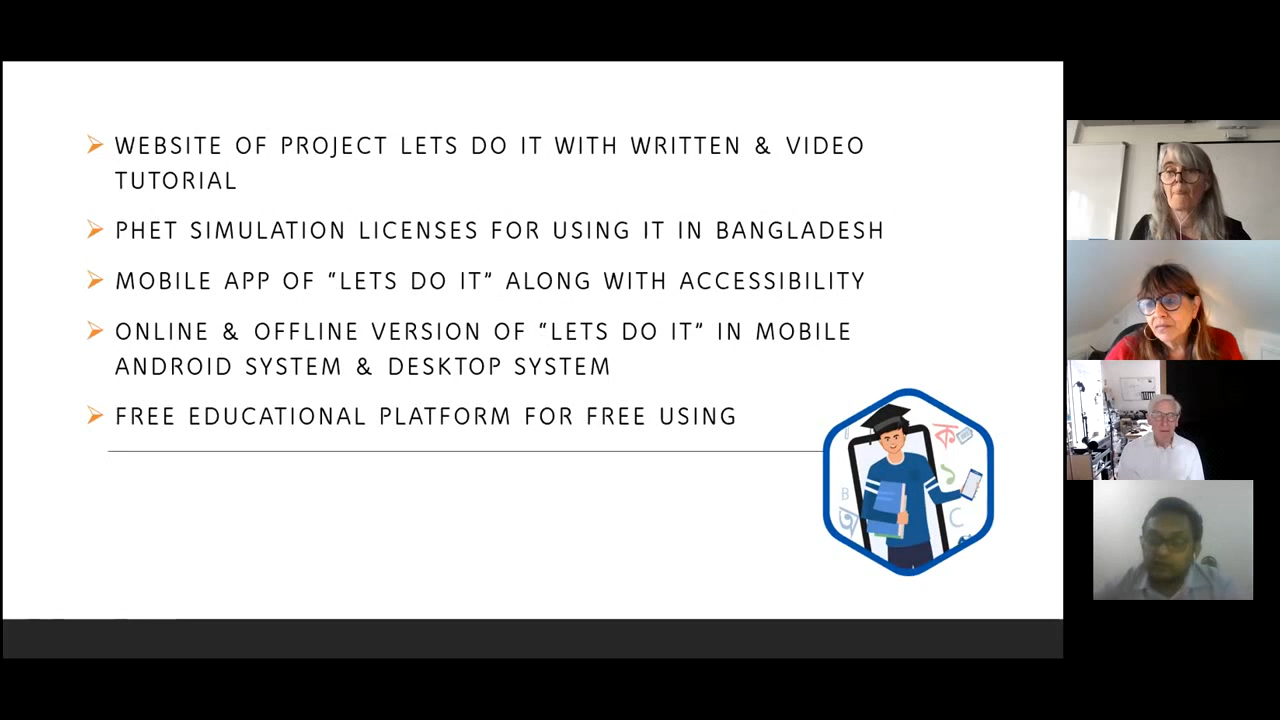 WEBSITE OF PROJECT LETS DO IT WITH WRITTEN & VIDEO
TUTORIAL
PHET SIMULATION LICENSES FOR USING IT IN BANGLADESH
MOBILE APP OF “LETS DO IT” ALONG WITH ACCESSIBILITY
ONLINE & OFFLINE VERSION OF “LETS DO IT” IN MOBILE
ANDROID SYSTEM & DESKTOP SYSTEM
FREE EDUCATIONAL PLATFORM FOR FREE USING
ক
B
অ
C